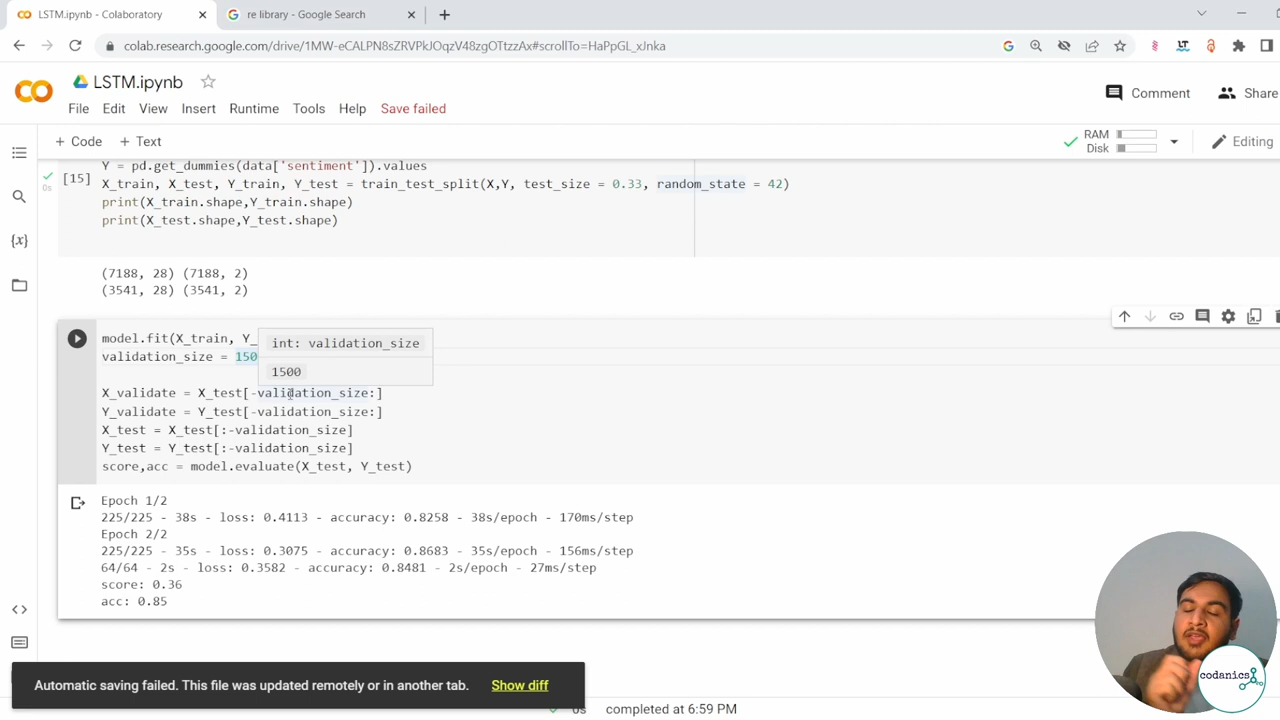 LSTM.ipynb - Colaboratory
re library - Google Search
colab.research.google.com/drive/1MW-eCALPN8sZRVPkJOqzV48zgOTtzzAx#scrollTo=HaPpGL_xJnka
LSTM.ipynb
File Edit View Insert Runtime Tools Help Save failed
Comment
Share
+ Code + Text
RAM
Disk
Editing
0s
[15]
Y = pd.get_dummies(data['sentiment']).values
X_train, X_test, Y_train, Y_test = train_test_split(X,Y, test_size = 0.33, random_state = 42)
print(X_train.shape,Y_train.shape)
print(X_test.shape,Y_test.shape)
(7188, 28) (7188, 2)
(3541, 28) (3541, 2)
model.fit(X_train, Y_
validation_size = 150
int: validation_size
1500
X_validate = X_test[-validation_size:]
Y_validate = Y_test[-validation_size:]
X_test = X_test[:-validation_size]
Y_test = Y_test[:-validation_size]
score,acc = model.evaluate(X_test, Y_test)
Epoch 1/2
225/225 - 38s - loss: 0.4113 - accuracy: 0.8258 - 38s/epoch - 170ms/step
Epoch 2/2
225/225 - 35s - loss: 0.3075 - accuracy: 0.8683 - 35s/epoch - 156ms/step
64/64 - 2s - loss: 0.3582 - accuracy: 0.8481 - 2s/epoch - 27ms/step
score: 0.36
acc: 0.85
codanics
Automatic saving failed. This file was updated remotely or in another tab. Show diff
0s completed at 6:59 PM